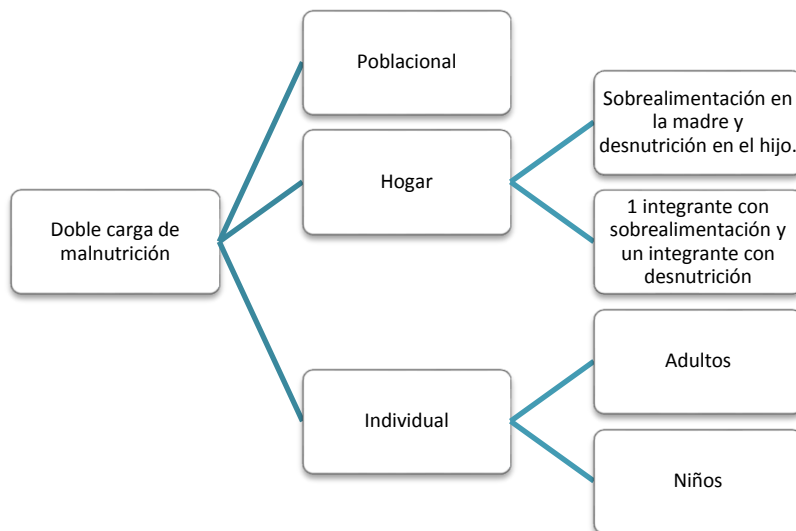 Poblacional
Sobrealimentación en
la madre y
desnutrición en el hijo.
Hogar
Doble carga de
malnutrición
1 integrante con
sobrealimentación y
un integrante con
desnutrición
Adultos
Individual
Niños